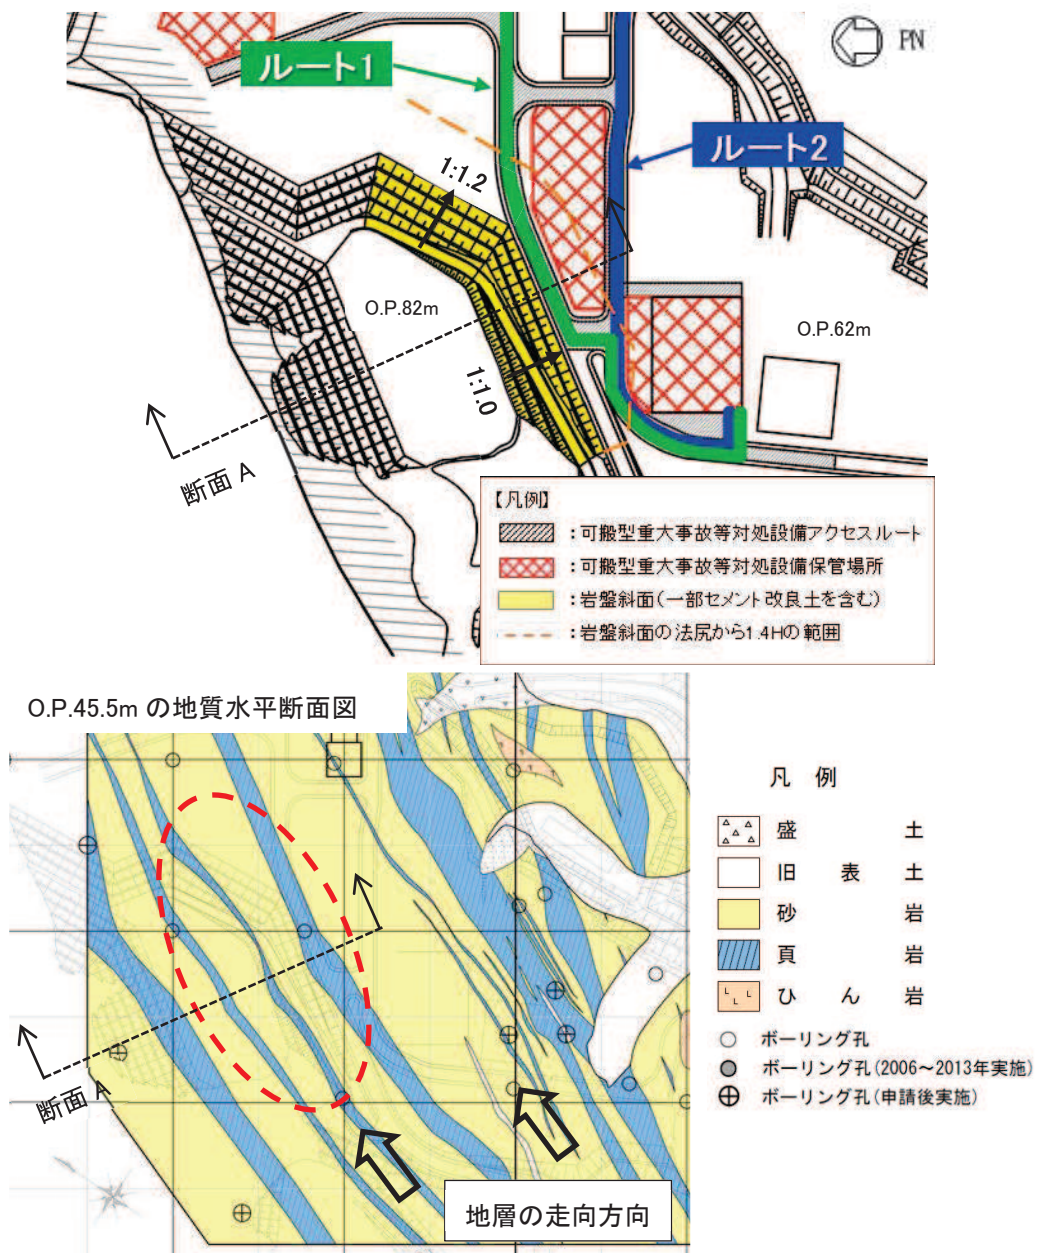 ルート1
PN
ルート2
1:1.2
O.P.82m
O.P.62m
1:1.0
断面 A
【凡例】
：可搬型重大事故等対処設備アクセスルート
：可搬型重大事故等対処設備保管場所
：岩盤斜面(一部セメント改良土を含む)
：岩盤斜面の法尻から1.4Hの範囲
O.P.45.5m の地質水平断面図
凡 例
盛 土
旧 表 土
砂 岩
頁 岩
ひ ん 岩
ボーリング孔
ボーリング孔(2006～2013年実施)
ボーリング孔(申請後実施)
断面 A
地層の走向方向